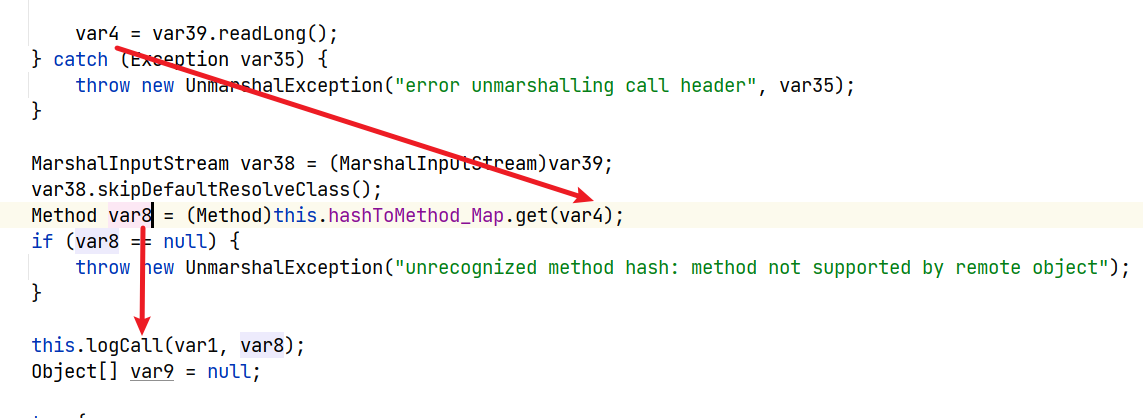 var4 = var39.readLong();
} catch (Exception var35) {
throw new UnmarshalException("error unmarshalling call header", var35);
}
MarshalInputStream var38 = (MarshalInputStream)var39;
var38.skipDefaultResolveClass();
Method var8 = (Method)this.hashToMethod_Map.get(var4);
if (var8 == null) {
throw new UnmarshalException("unrecognized method hash: method not supported by remote object");
}
this.logCall(var1, var8);
Object[] var9 = null;